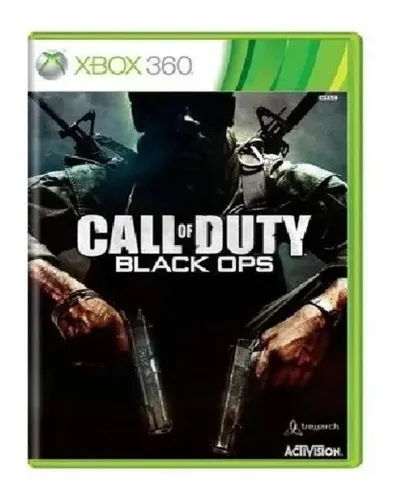 XBOX 360
CALL OF DUTY
BLACK OPS
treyarch
ACTIVISION